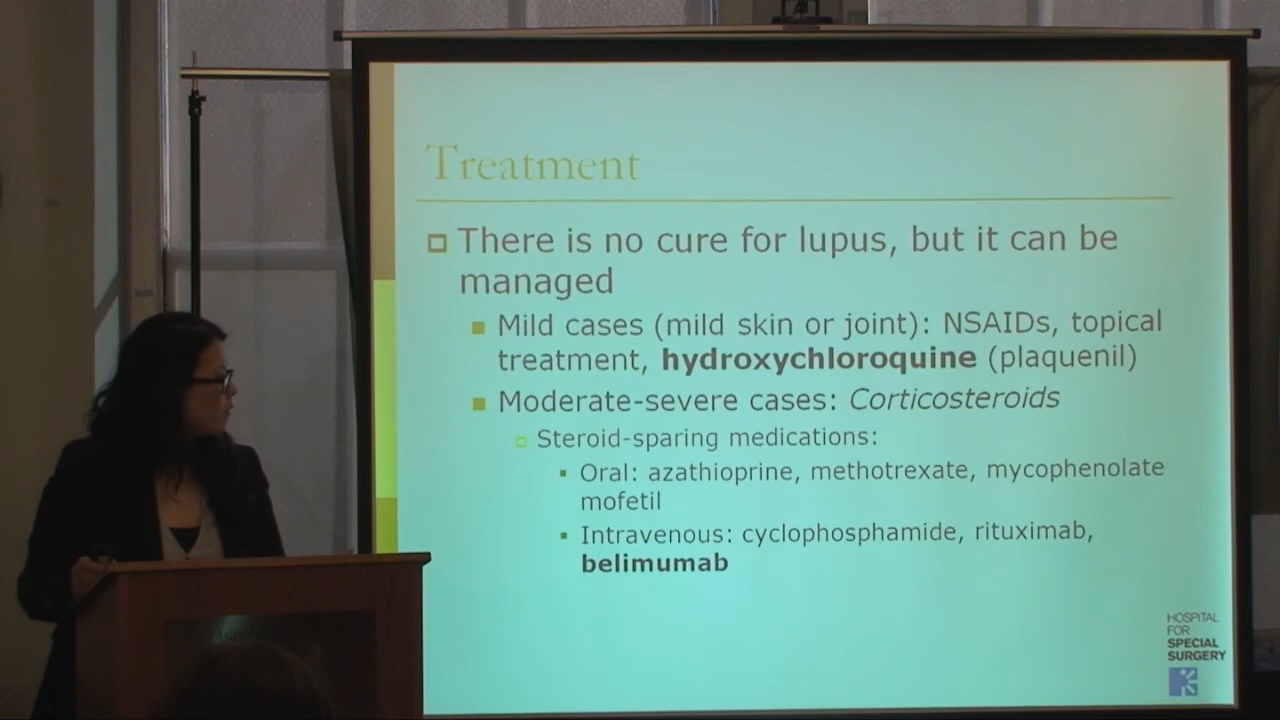 Treatment
There is no cure for lupus, but it can be
managed
Mild cases (mild skin or joint): NSAIDs, topical
treatment, hydroxychloroquine (plaquenil)
Moderate-severe cases: Corticosteroids
Steroid-sparing medications:
Oral: azathioprine, methotrexate, mycophenolate
mofetil
Intravenous: cyclophosphamide, rituximab,
belimumab
HOSPITAL
FOR
SPECIAL
SURGERY